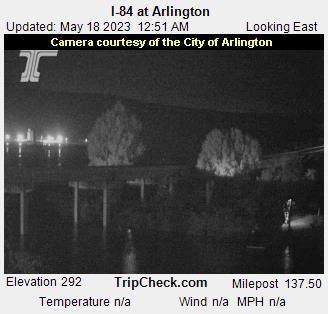 I-84 at Arlington
Updated: May 18 2023 12:51 AM Looking East
Camera courtesy of the City of Arlington
Elevation 292 TripCheck.com Milepost 137.50
Temperature n/a Wind n/a MPH n/a